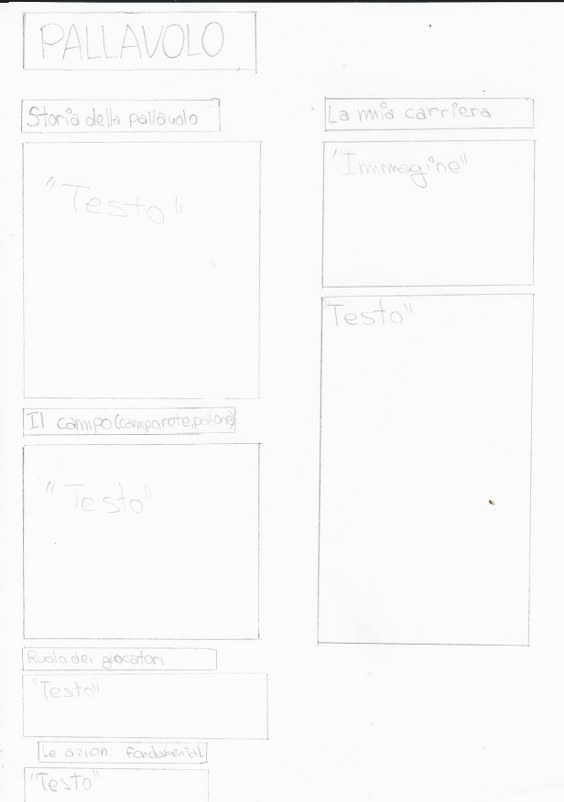 PALLAVOLO
Storia della pallavolo
"Testo"
Il campo (campo, rete, pallone)
"Testo"
Ruolo dei giocatori
"Testo"
Le azioni fondamentali
"Testo"
La mia carriera
"Immagine"
Testo"